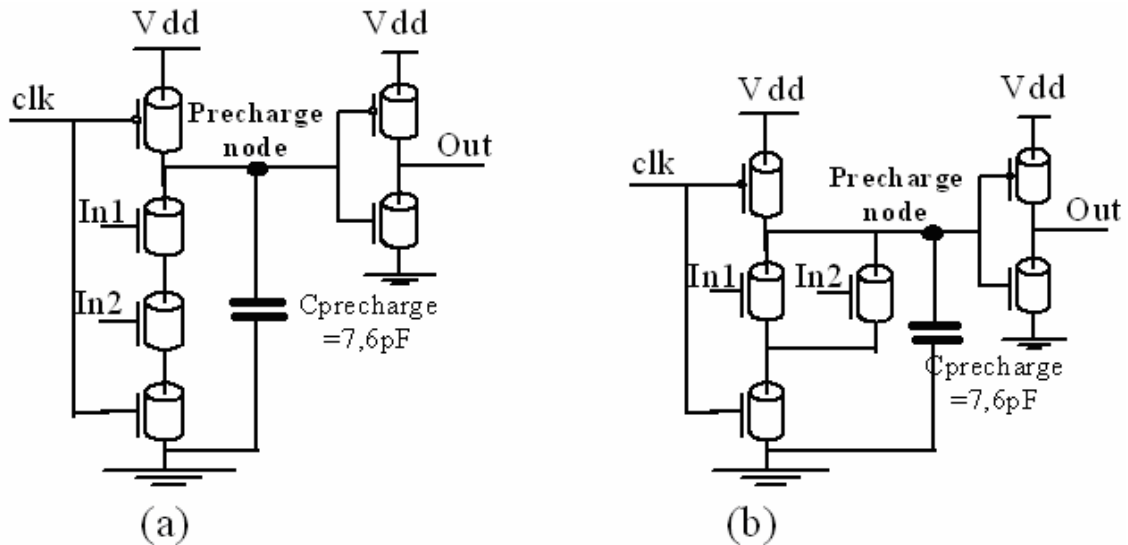 Vdd
Vdd
clk
Precharge
node
Out
In1
In2
Cprecharge
=7,6pF
(a)
Vdd
Vdd
clk
Precharge
node
Out
In1
In2
Cprecharge
=7,6pF
(b)